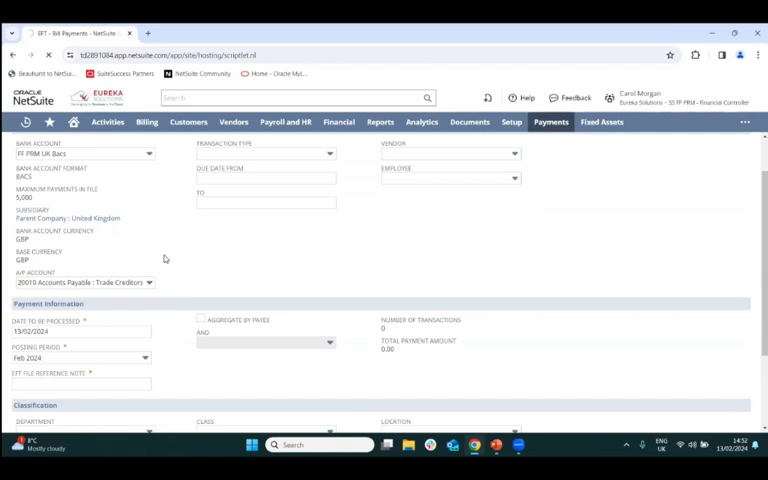 EFT - Bill Payments - NetSuite
td2891084.app.netsuite.com/app/site/hosting/scriptlet.nl
Beauhurst to NetSui... SuiteSuccess Partners NetSuite Community Home - Oracle MyL...
ORACLE NETSUITE EUREKA SOLUTIONS Search Help Feedback Carol Morgan
Eureka Solutions - SS FF PRM - Financial Controller
Activities Billing Customers Vendors Payroll and HR Financial Reports Analytics Documents Setup Payments Fixed Assets
BANK ACCOUNT TRANSACTION TYPE VENDOR
FF PRM UK Bacs
BANK ACCOUNT FORMAT DUE DATE FROM EMPLOYEE
BACS
MAXIMUM PAYMENTS IN FILE TO
5,000
SUBSIDIARY
Parent Company : United Kingdom
BANK ACCOUNT CURRENCY
GBP
BASE CURRENCY
GBP
A/P ACCOUNT
20010 Accounts Payable : Trade Creditors
Payment Information
DATE TO BE PROCESSED * AGGREGATE BY PAYEE NUMBER OF TRANSACTIONS
13/02/2024 AND 0
POSTING PERIOD * TOTAL PAYMENT AMOUNT
Feb 2024 0.00
EFT FILE REFERENCE NOTE *
Classification
DEPARTMENT CLASS LOCATION
8°C
Mostly cloudy
Search
ENG
UK
14:52
13/02/2024